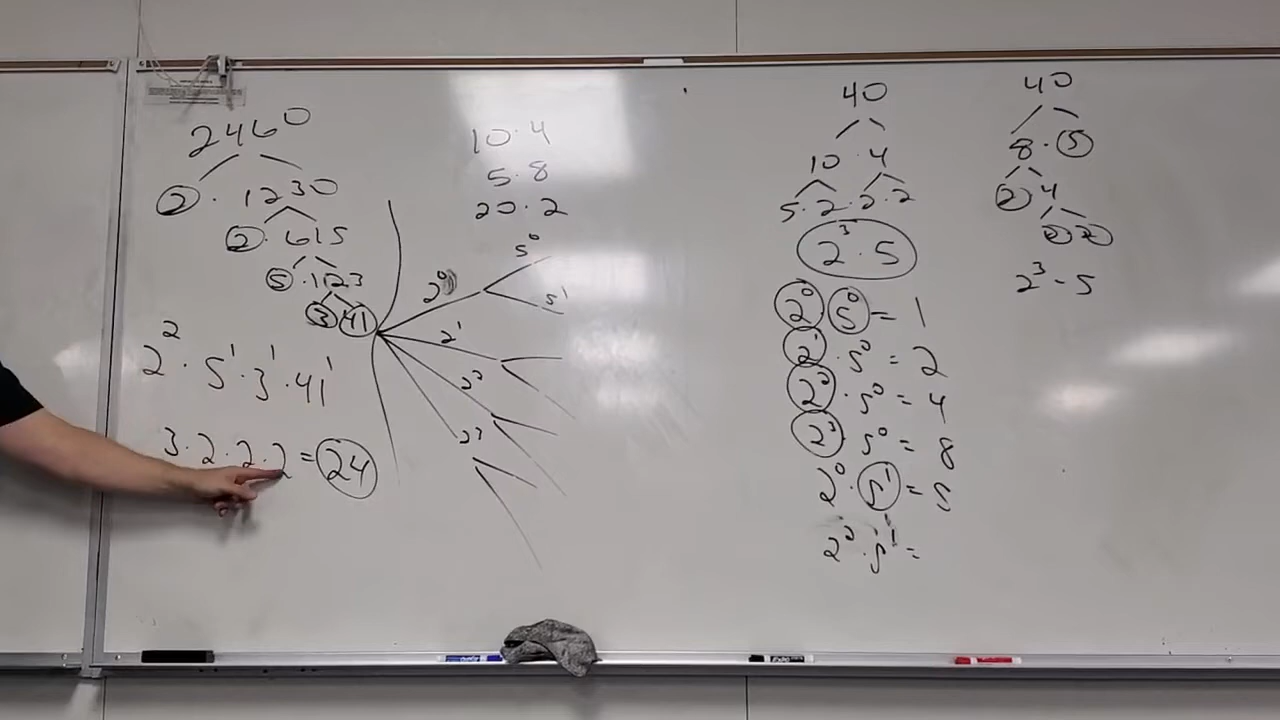 2460
2 · 1230
2 · 615
5 · 123
3 41
2² · 5¹ · 3¹ · 41¹
3 · 2 · 2 · 2 = 24
10 · 4
5 · 8
20 · 2
2⁰
5⁰
5¹
2¹
2²
2³
40
10 · 4
5 · 2 · 2 · 2
2³ · 5
2⁰ 5⁰ = 1
2¹ · 5⁰ = 2
2² · 5⁰ = 4
2³ 5⁰ = 8
2⁰ · 5¹ = 5
· 5¹ =
40
8 · 5
2 4
2 2
2³ - 5